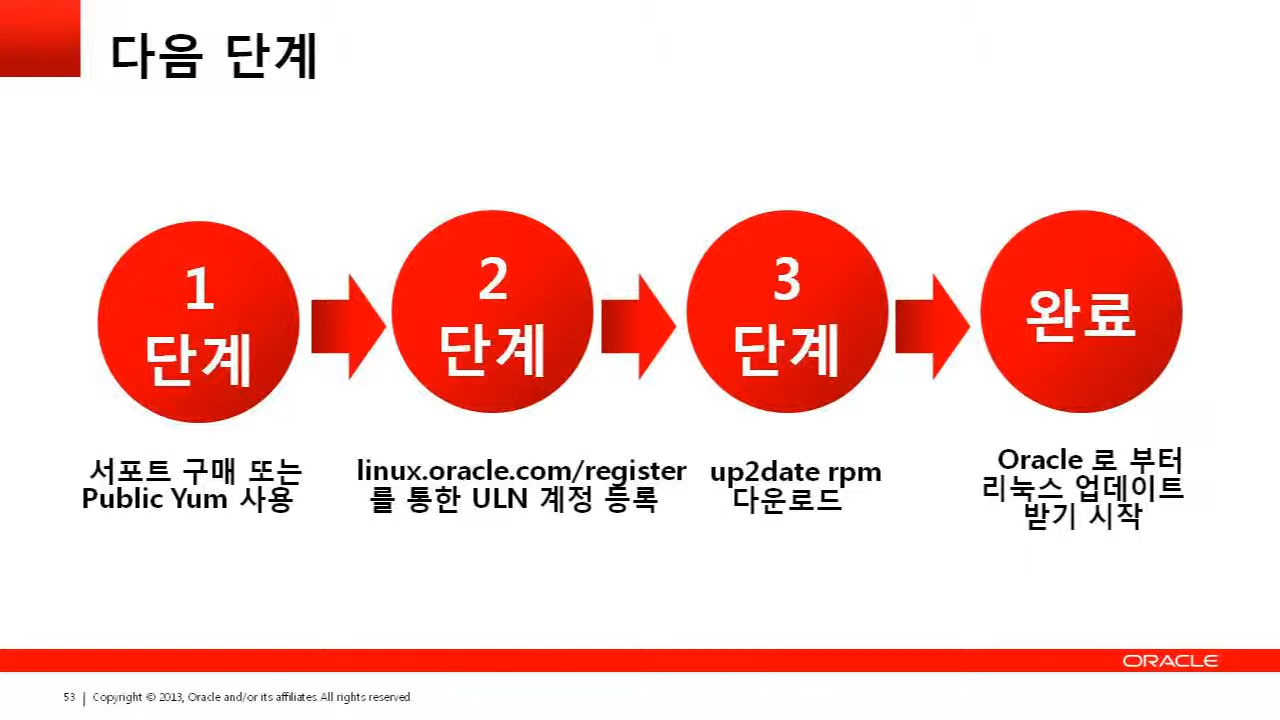 다음 단계
1
단계
2
단계
3
단계
완료
서포트 구매 또는
Public Yum 사용
linux.oracle.com/register
를 통한 ULN 계정 등록
up2date rpm
다운로드
Oracle 로 부터
리눅스 업데이트
받기 시작
ORACLE
53 | Copyright © 2013, Oracle and/or its affiliates. All rights reserved.